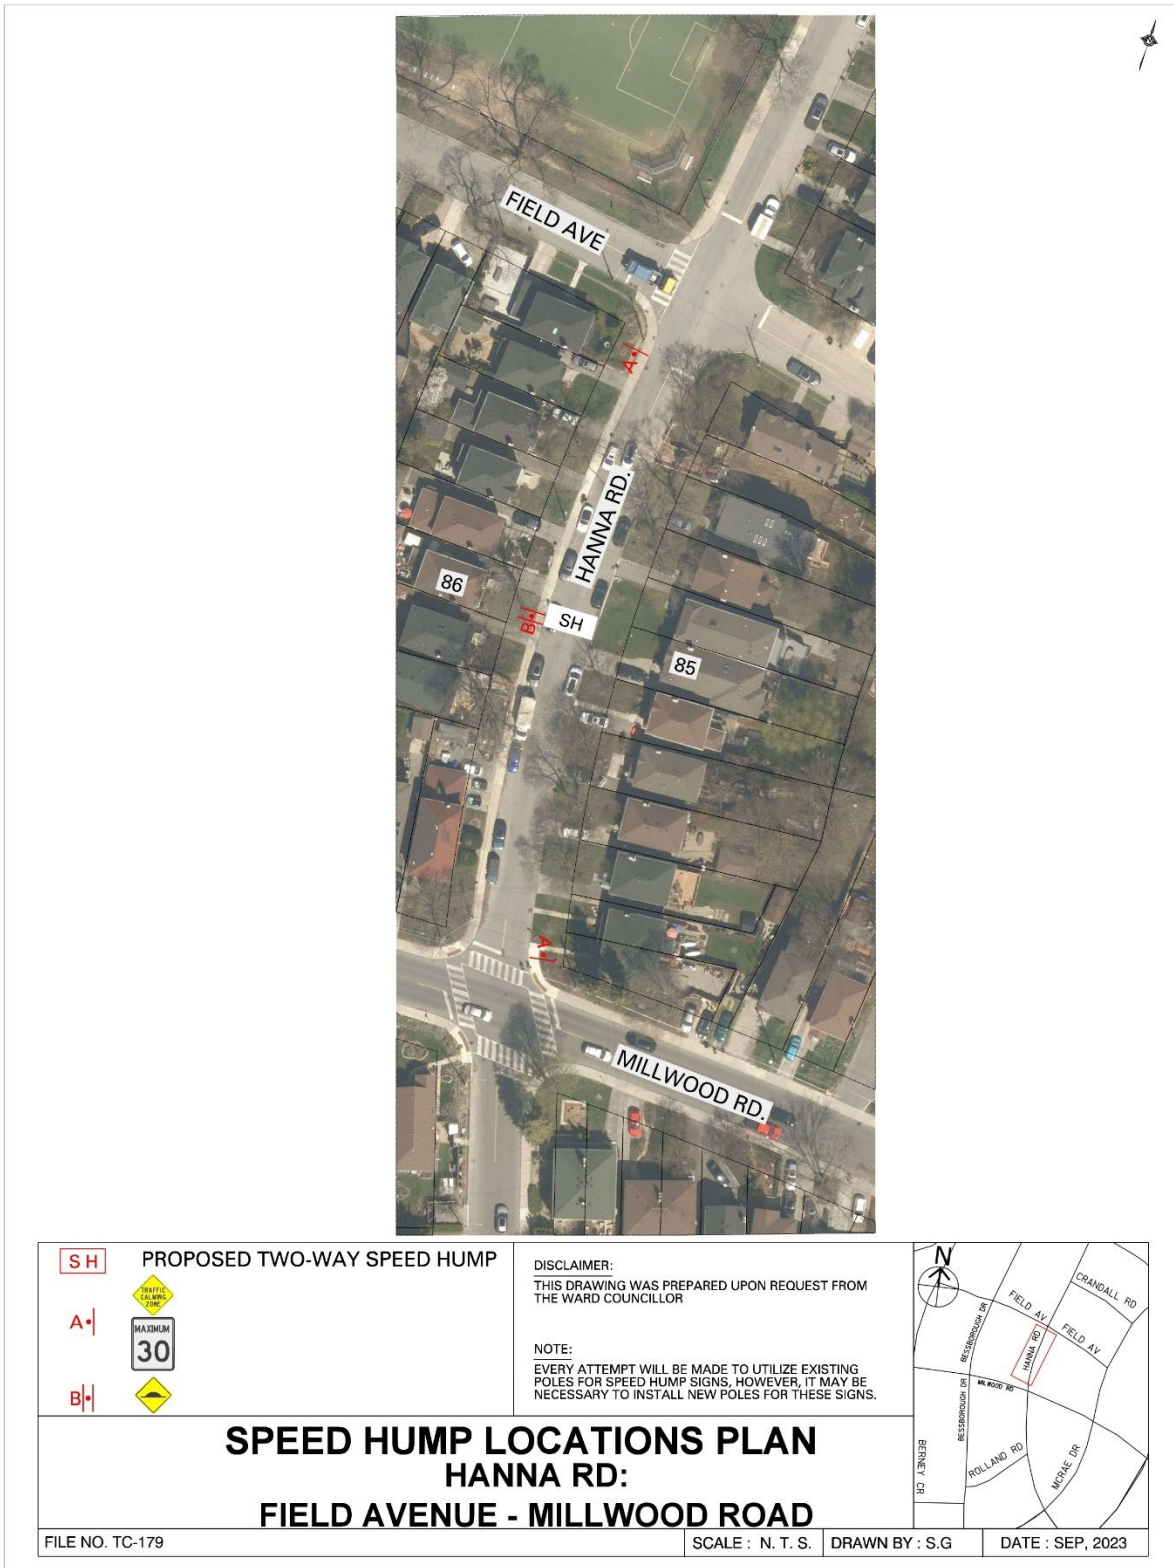 FIELD AVE
A
HANNA RD.
86
B
SH
85
A
MILLWOOD RD.
SH
PROPOSED TWO-WAY SPEED HUMP
TRAFFIC
CALMING
ZONE
A
MAXIMUM
30
B
DISCLAIMER:
THIS DRAWING WAS PREPARED UPON REQUEST FROM
THE WARD COUNCILLOR
NOTE:
EVERY ATTEMPT WILL BE MADE TO UTILIZE EXISTING
POLES FOR SPEED HUMP SIGNS, HOWEVER, IT MAY BE
NECESSARY TO INSTALL NEW POLES FOR THESE SIGNS.
N
CRANDALL RD
FIELD AV
FIELD AV
BESSBOROUGH DR
HANNA RD
MILLWOOD RD
BESSBOROUGH DR
BERNEY CR
ROLLAND RD
MCRAE DR
SPEED HUMP LOCATIONS PLAN
HANNA RD:
FIELD AVENUE - MILLWOOD ROAD
FILE NO. TC-179
SCALE : N. T. S.
DRAWN BY : S.G
DATE : SEP, 2023